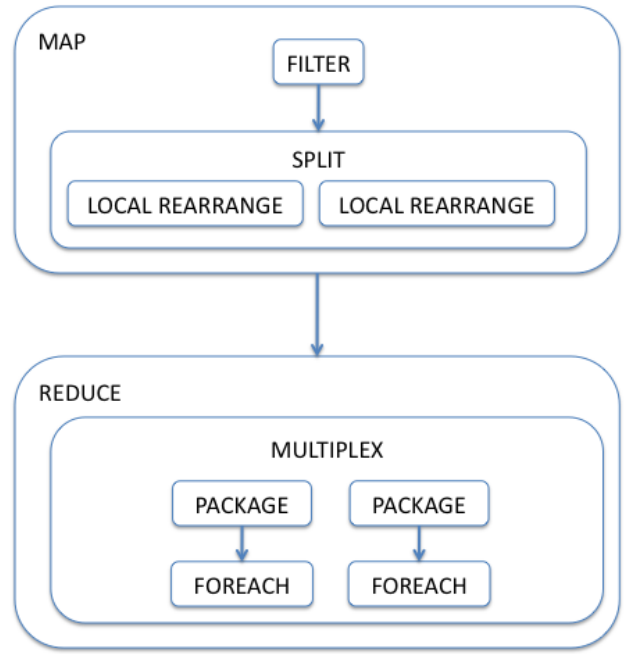 MAP
FILTER
SPLIT
LOCAL REARRANGE
LOCAL REARRANGE
REDUCE
MULTIPLEX
PACKAGE
PACKAGE
FOREACH
FOREACH